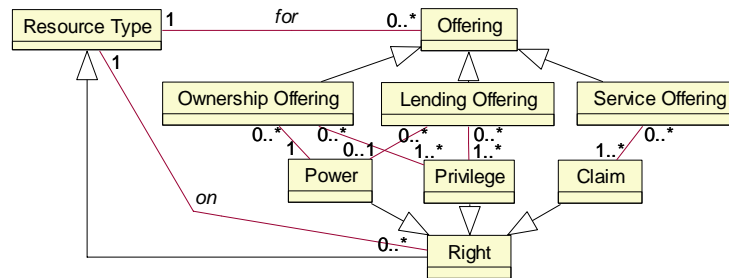 Resource Type 1 for 0..* Offering
1
Ownership Offering Lending Offering Service Offering
0..* 0..* 0..* 0..* 0..*
1 0..1 1..* 1..* 1..*
Power Privilege Claim
on
0..* Right